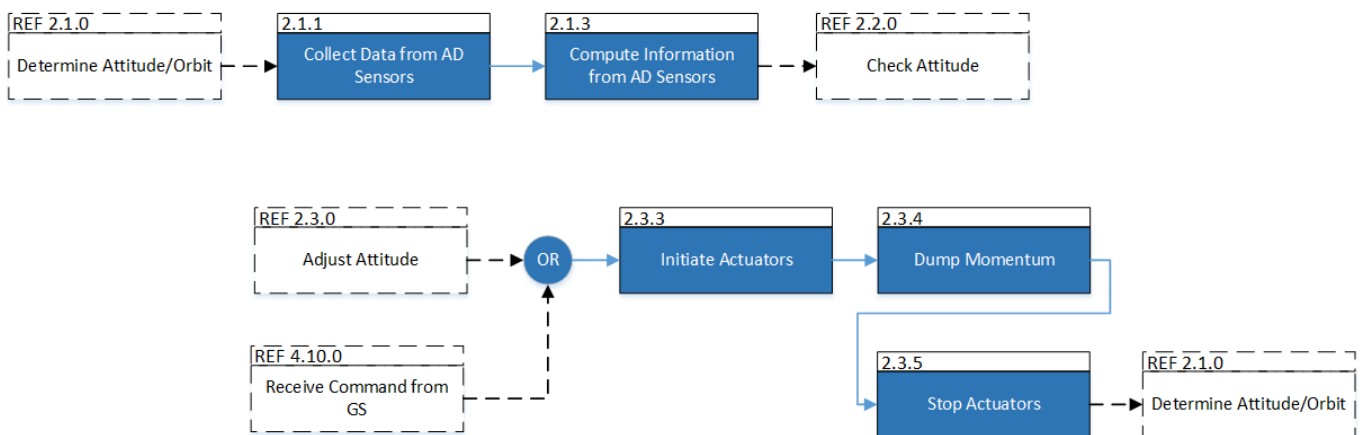 REF 2.1.0
Determine Attitude/Orbit
2.1.1
Collect Data from AD
Sensors
2.1.3
Compute Information
from AD Sensors
REF 2.2.0
Check Attitude
REF 2.3.0
Adjust Attitude
OR
2.3.3
Initiate Actuators
2.3.4
Dump Momentum
REF 4.10.0
Receive Command from
GS
2.3.5
Stop Actuators
REF 2.1.0
Determine Attitude/Orbit